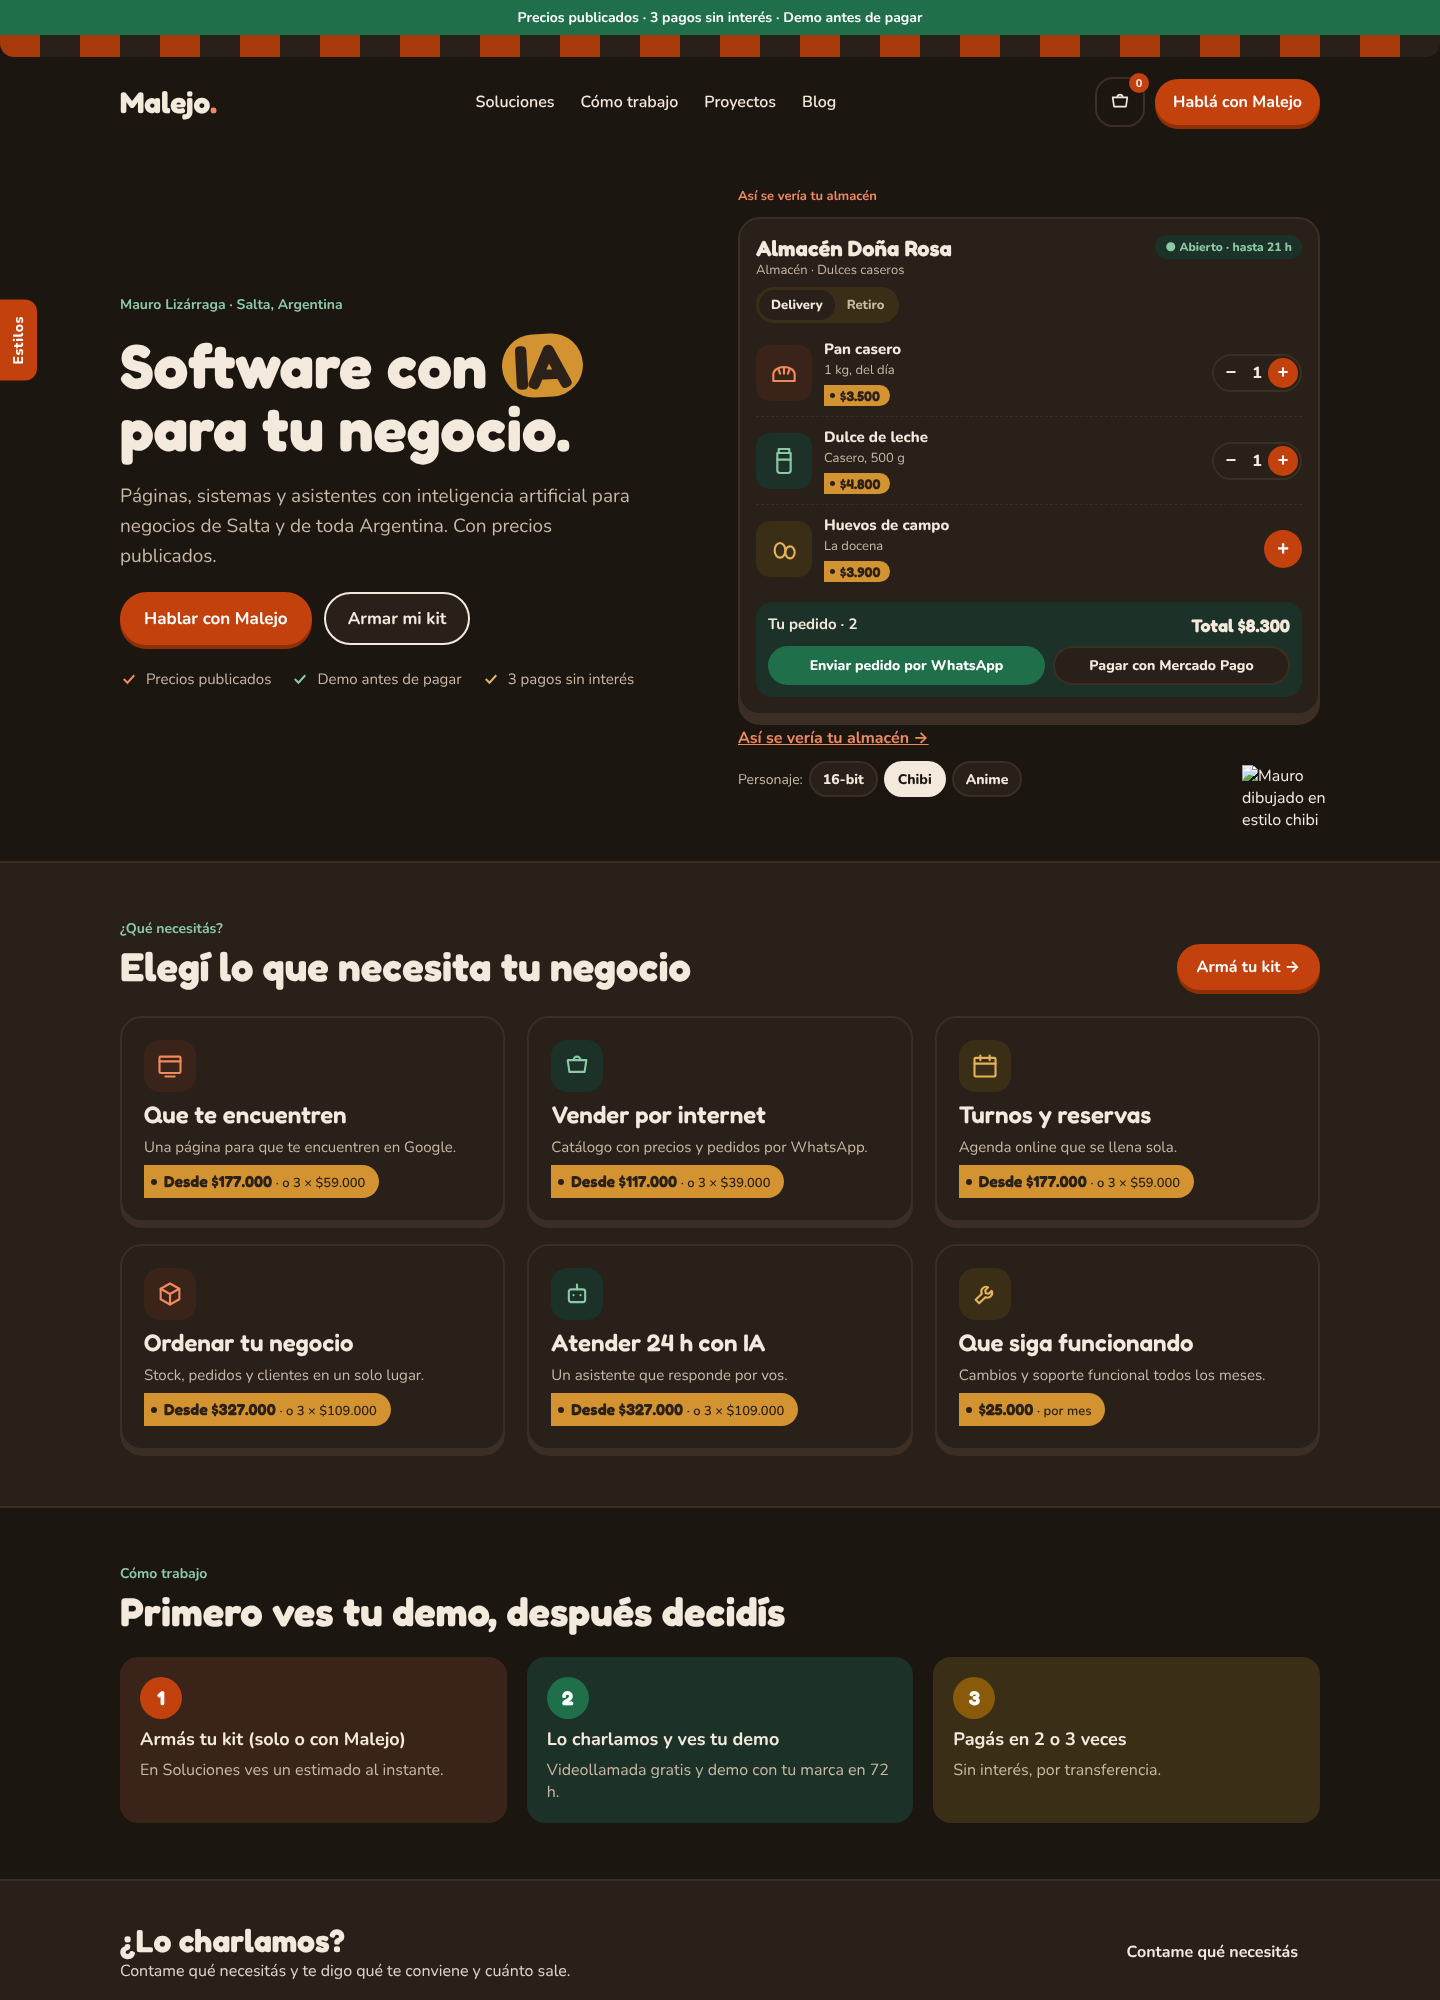 Precios publicados · 3 pagos sin interés · Demo antes de pagar
Malejo.
Soluciones
Cómo trabajo
Proyectos
Blog
0
Hablá con Malejo
Estilos
Mauro Lizárraga · Salta, Argentina
Software con IA
para tu negocio.
Páginas, sistemas y asistentes con inteligencia artificial para
negocios de Salta y de toda Argentina. Con precios
publicados.
Hablar con Malejo
Armar mi kit
Precios publicados
Demo antes de pagar
3 pagos sin interés
Así se vería tu almacén
Almacén Doña Rosa
Abierto · hasta 21 h
Almacén · Dulces caseros
Delivery
Retiro
Pan casero
1 kg, del día
$3.500
− 1 +
Dulce de leche
Casero, 500 g
$4.800
− 1 +
Huevos de campo
La docena
$3.900
+
Tu pedido · 2
Total $8.300
Enviar pedido por WhatsApp
Pagar con Mercado Pago
Así se vería tu almacén →
Personaje:
16-bit
Chibi
Anime
Mauro
dibujado en
estilo chibi
¿Qué necesitás?
Elegí lo que necesita tu negocio
Armá tu kit →
Que te encuentren
Una página para que te encuentren en Google.
Desde $177.000 · o 3 × $59.000
Vender por internet
Catálogo con precios y pedidos por WhatsApp.
Desde $117.000 · o 3 × $39.000
Turnos y reservas
Agenda online que se llena sola.
Desde $177.000 · o 3 × $59.000
Ordenar tu negocio
Stock, pedidos y clientes en un solo lugar.
Desde $327.000 · o 3 × $109.000
Atender 24 h con IA
Un asistente que responde por vos.
Desde $327.000 · o 3 × $109.000
Que siga funcionando
Cambios y soporte funcional todos los meses.
$25.000 · por mes
Cómo trabajo
Primero ves tu demo, después decidís
1
Armás tu kit (solo o con Malejo)
En Soluciones ves un estimado al instante.
2
Lo charlamos y ves tu demo
Videollamada gratis y demo con tu marca en 72
h.
3
Pagás en 2 o 3 veces
Sin interés, por transferencia.
¿Lo charlamos?
Contame qué necesitás y te digo qué te conviene y cuánto sale.
Contame qué necesitás